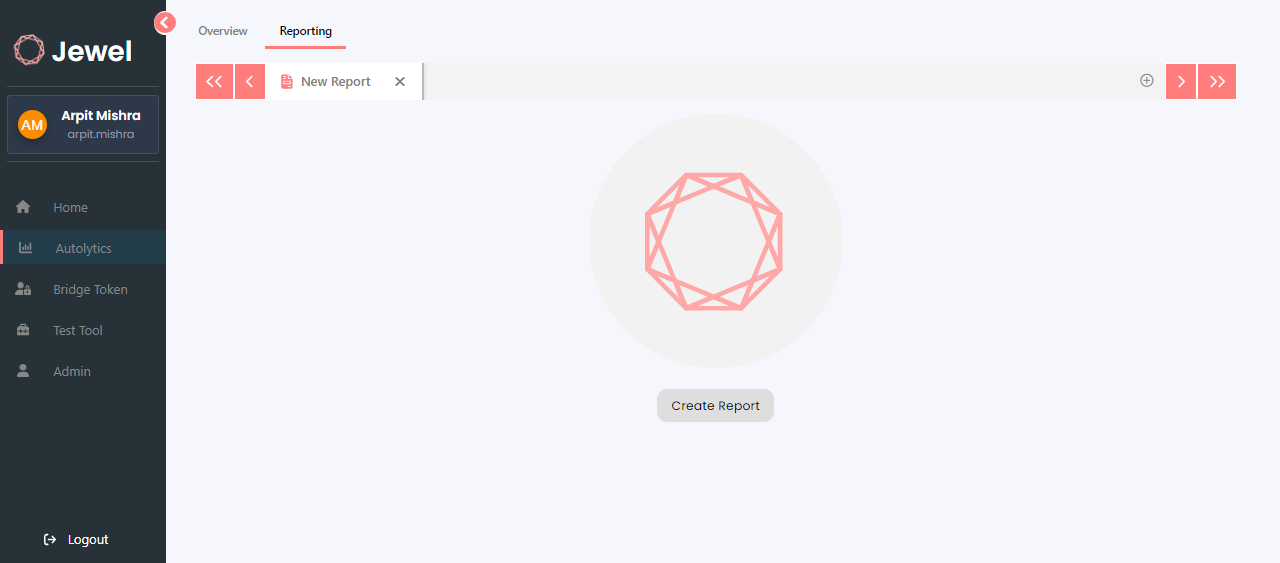 Jewel
AM
Arpit Mishra
arpit.mishra
Home
Autolytics
Bridge Token
Test Tool
Admin
Logout
Overview
Reporting
New Report
Create Report